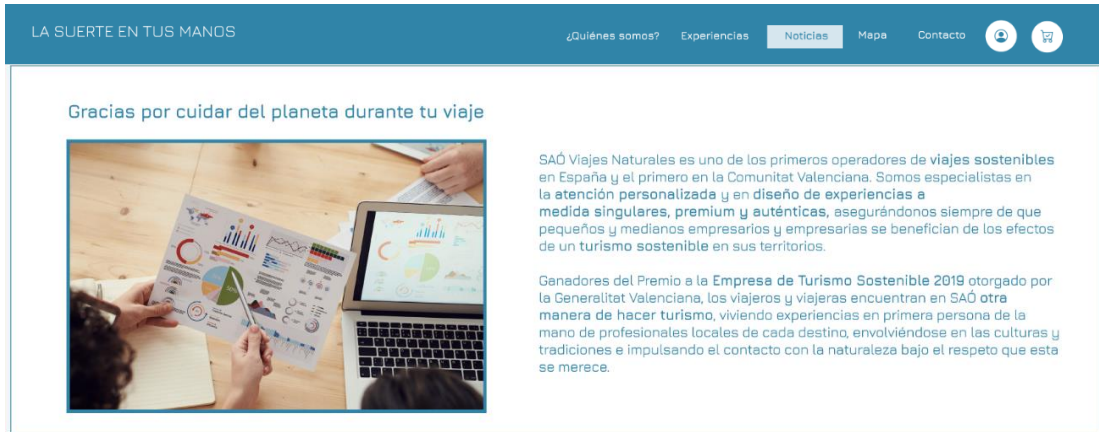 LA SUERTE EN TUS MANOS
¿Quiénes somos? Experiencias Noticias Mapa Contacto
Gracias por cuidar del planeta durante tu viaje
SAÓ Viajes Naturales es uno de los primeros operadores de viajes sostenibles
en España y el primero en la Comunitat Valenciana. Somos especialistas en
la atención personalizada y en diseño de experiencias a
medida singulares, premium y auténticas, asegurándonos siempre de que
pequeños y medianos empresarios y empresarias se benefician de los efectos
de un turismo sostenible en sus territorios.
Ganadores del Premio a la Empresa de Turismo Sostenible 2019 otorgado por
la Generalitat Valenciana, los viajeros y viajeras encuentran en SAÓ otra
manera de hacer turismo, viviendo experiencias en primera persona de la
mano de profesionales locales de cada destino, envolviéndose en las culturas y
tradiciones e impulsando el contacto con la naturaleza bajo el respeto que esta
se merece.